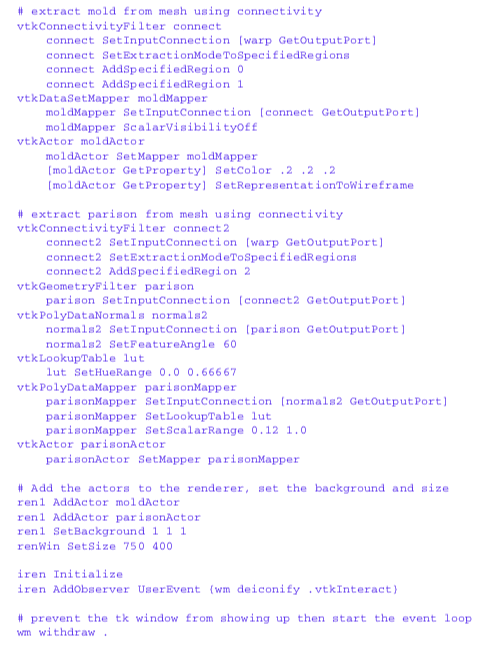 # extract mold from mesh using connectivity
vtkConnectivityFilter connect
connect SetInputConnection [warp GetOutputPort]
connect SetExtractionModeToSpecifiedRegions
connect AddSpecifiedRegion 0
connect AddSpecifiedRegion 1
vtkDataSetMapper moldMapper
moldMapper SetInputConnection [connect GetOutputPort]
moldMapper ScalarVisibilityOff
vtkActor moldActor
moldActor SetMapper moldMapper
[moldActor GetProperty] SetColor .2 .2 .2
[moldActor GetProperty] SetRepresentationToWireframe
# extract parison from mesh using connectivity
vtkConnectivityFilter connect2
connect2 SetInputConnection [warp GetOutputPort]
connect2 SetExtractionModeToSpecifiedRegions
connect2 AddSpecifiedRegion 2
vtkGeometryFilter parison
parison SetInputConnection [connect2 GetOutputPort]
vtkPolyDataNormals normals2
normals2 SetInputConnection [parison GetOutputPort]
normals2 SetFeatureAngle 60
vtkLookupTable lut
lut SetHueRange 0.0 0.66667
vtkPolyDataMapper parisonMapper
parisonMapper SetInputConnection [normals2 GetOutputPort]
parisonMapper SetLookupTable lut
parisonMapper SetScalarRange 0.12 1.0
vtkActor parisonActor
parisonActor SetMapper parisonMapper
# Add the actors to the renderer, set the background and size
ren1 AddActor moldActor
ren1 AddActor parisonActor
ren1 SetBackground 1 1 1
renWin SetSize 750 400
iren Initialize
iren AddObserver UserEvent {wm deiconify .vtkInteract}
# prevent the tk window from showing up then start the event loop
wm withdraw .